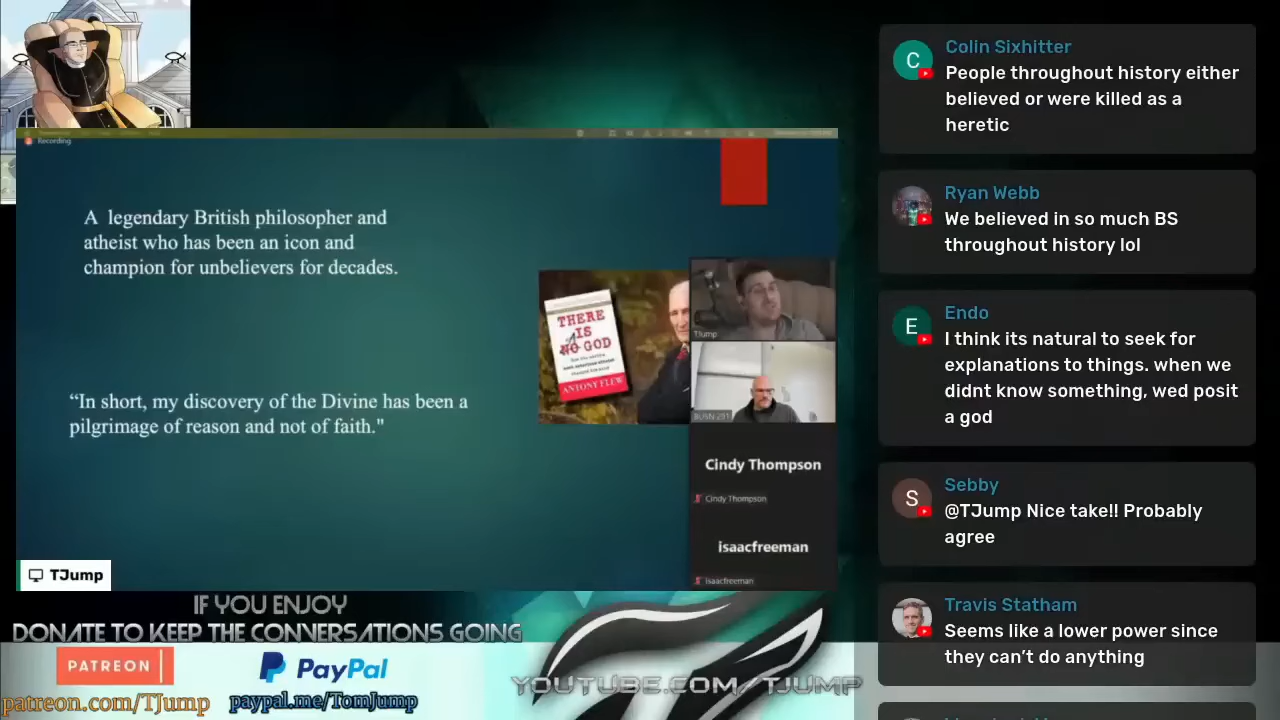 Recording
A legendary British philosopher and
atheist who has been an icon and
champion for unbelievers for decades.
“In short, my discovery of the Divine has been a
pilgrimage of reason and not of faith."
THERE
IS
NO GOD
A
ANTONY FLEW
TJump
BUSN 251
Cindy Thompson
Cindy Thompson
isaacfreeman
isaacfreeman
TJump
IF YOU ENJOY
DONATE TO KEEP THE CONVERSATIONS GOING
PATREON
PayPal
patreon.com/TJump
paypal.me/TomJump
YOUTUBE.COM/TJUMP
Colin Sixhitter
C
People throughout history either
believed or were killed as a
heretic
Ryan Webb
We believed in so much BS
throughout history lol
Endo
E
I think its natural to seek for
explanations to things. when we
didnt know something, wed posit
a god
Sebby
S
@TJump Nice take!! Probably
agree
Travis Statham
Seems like a lower power since
they can’t do anything